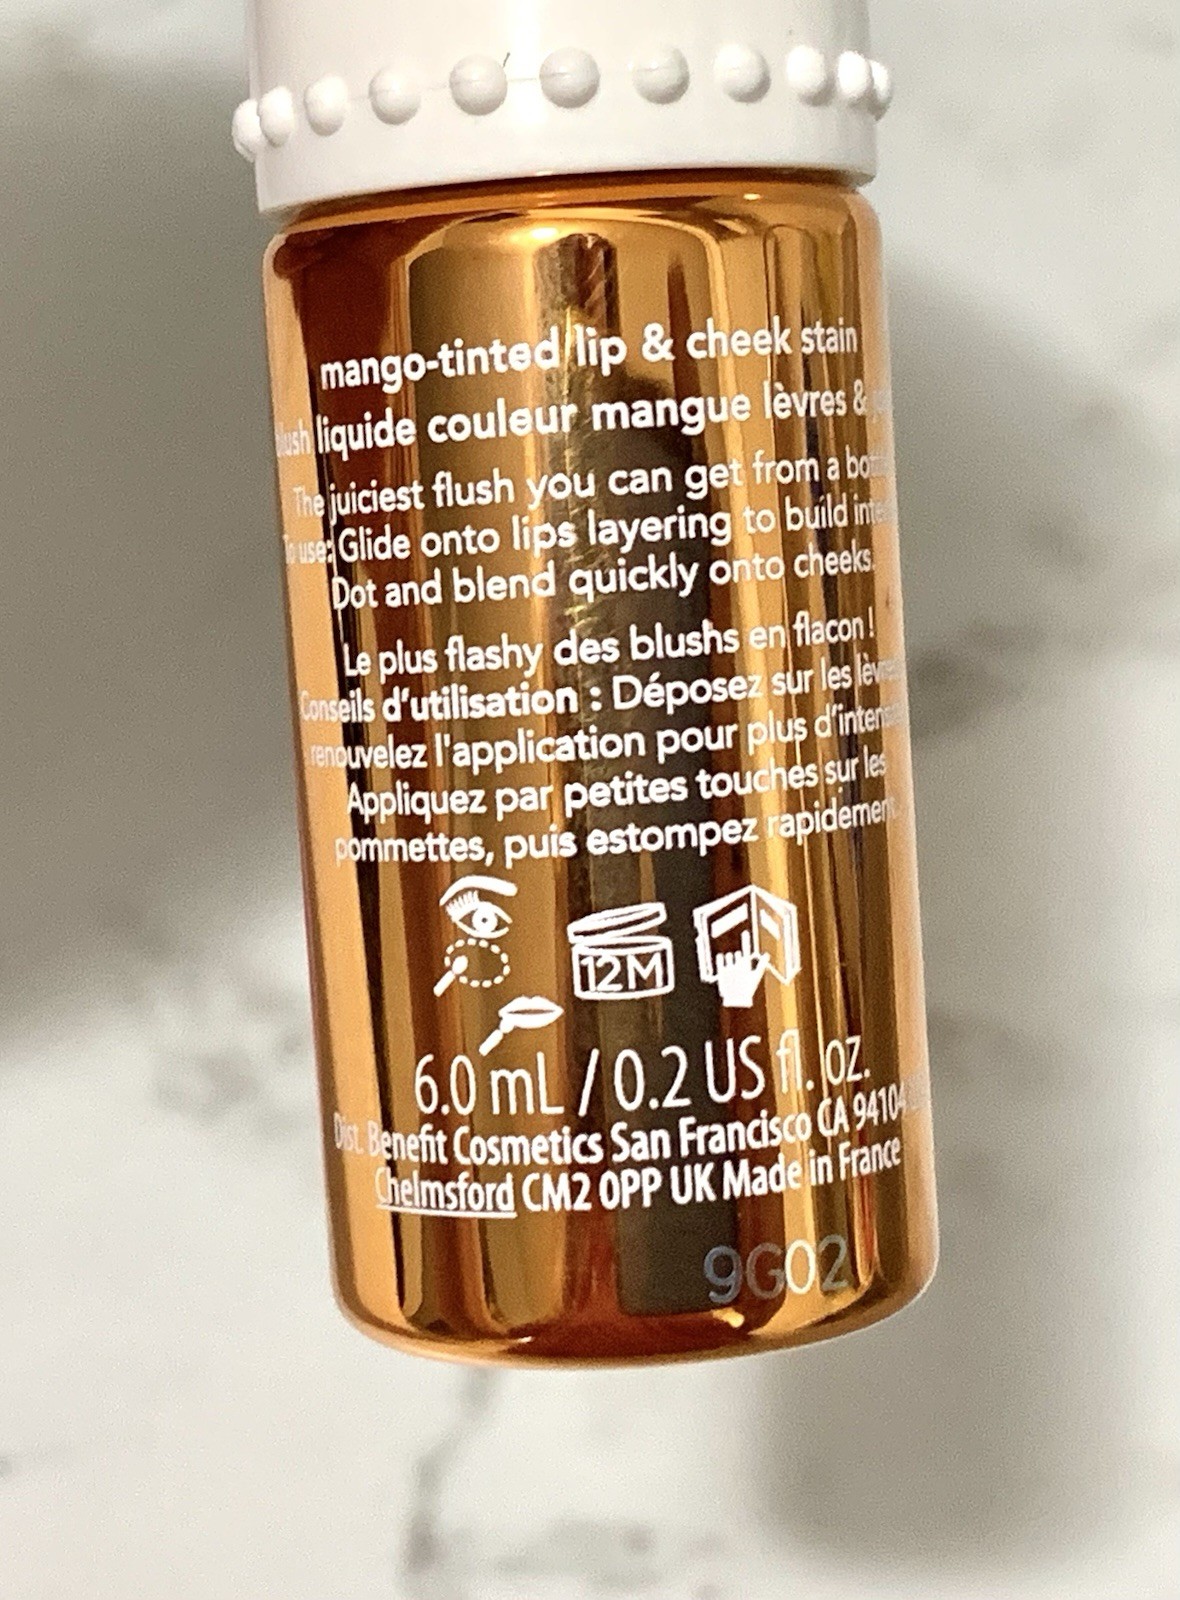 mango-tinted lip & cheek stain
liquide couleur mangue lèvres &
The juiciest flush you can get from a
To use: Glide onto lips layering to build
Dot and blend quickly onto cheeks.
Le plus flashy des blushs en flacon !
Conseils d'utilisation : Déposez sur les
renouvelez l'application pour plus
Appliquez par petites touches sur les
pommettes, puis estompez
12M
6.0 mL / 0.2 US fl. oz.
Dist. Benefit Cosmetics San Francisco CA 94104
Chelmsford CM2 0PP UK Made in France
9G02